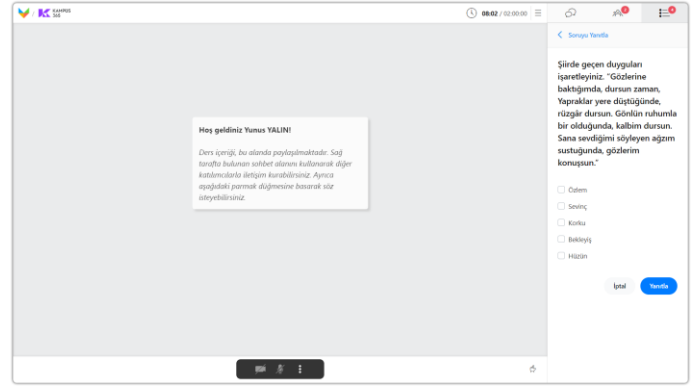 KAMPÜS
365
08:02 / 02:00:00
Soruyu Yanıtla
Şiirde geçen duyguları
işaretleyiniz. "Gözlerine
baktığımda, dursun zaman,
Yapraklar yere düştüğünde,
rüzgâr dursun. Gönlün ruhumla
bir olduğunda, kalbim dursun.
Sana sevdiğimi söyleyen ağzım
sustuğunda, gözlerim
konuşsun."
Özlem
Sevinç
Korku
Bekleyiş
Hüzün
İptal
Yanıtla
Hoş geldiniz Yunus YALIN!
Ders içeriği, bu alanda paylaşılmaktadır. Sağ
tarafta bulunan sohbet alanını kullanarak diğer
katılımcılarla iletişim kurabilirsiniz. Ayrıca
aşağıdaki parmak düğmesine basarak söz
isteyebilirsiniz.